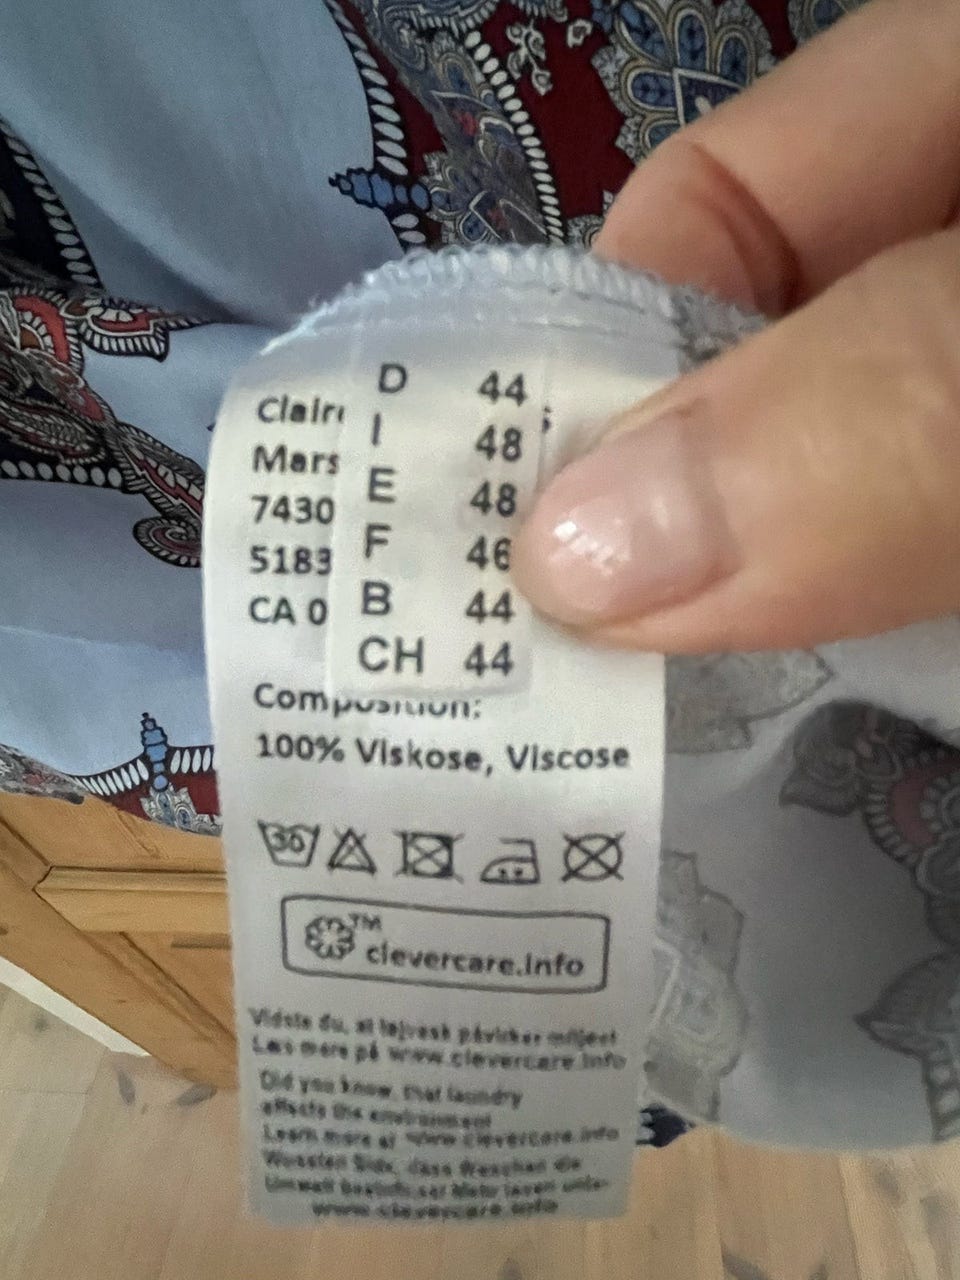 D 44
I 48
E 48
F 46
B 44
CH 44
Clair
Mars
7430
5183
CA 0
Composition:
100% Viskose, Viscose
30
TM
clevercare.info
Vidste du, at tøjvask påvirker miljøet
Læs mere på www.clevercare.info
Did you know, that laundry
affects the environment
Learn more at www.clevercare.info
Wussten Sie, dass Waschen die
Umwelt
www.clevercare.info